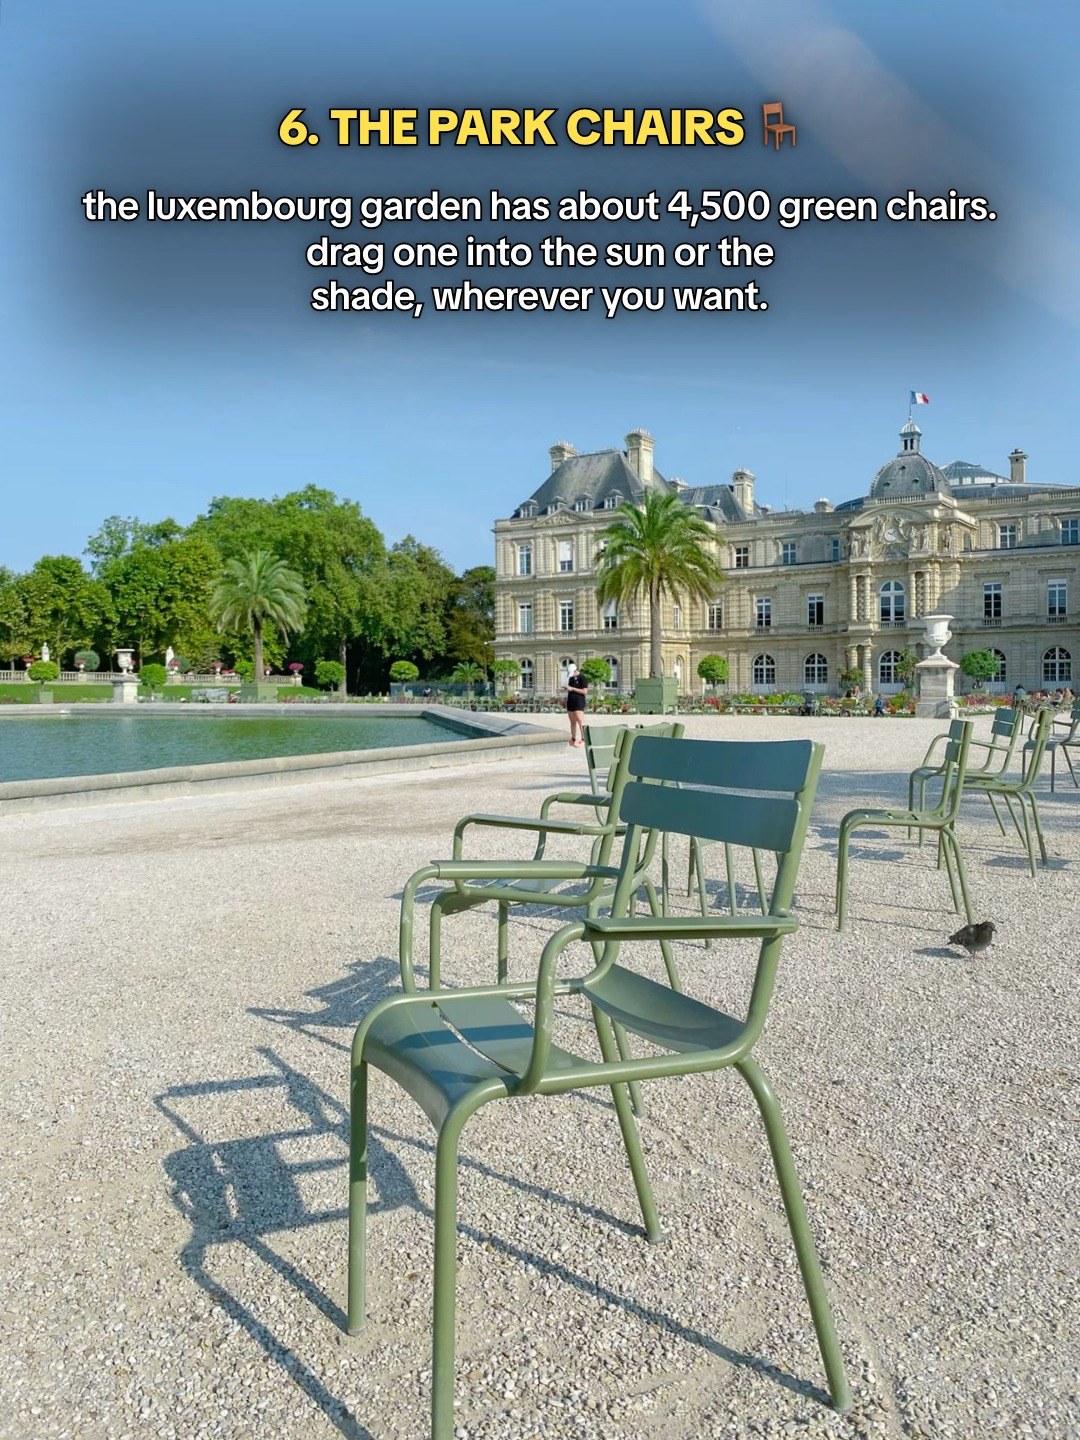 6. THE PARK CHAIRS 🪑
the luxembourg garden has about 4,500 green chairs.
drag one into the sun or the
shade, wherever you want.